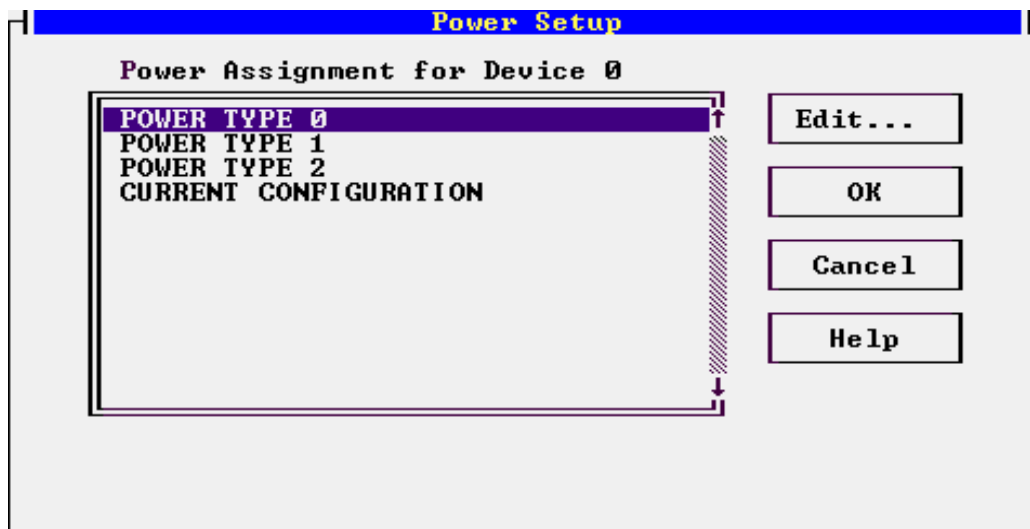 Power Setup
Power Assignment for Device 0
POWER TYPE 0
POWER TYPE 1
POWER TYPE 2
CURRENT CONFIGURATION
Edit...
OK
Cancel
Help